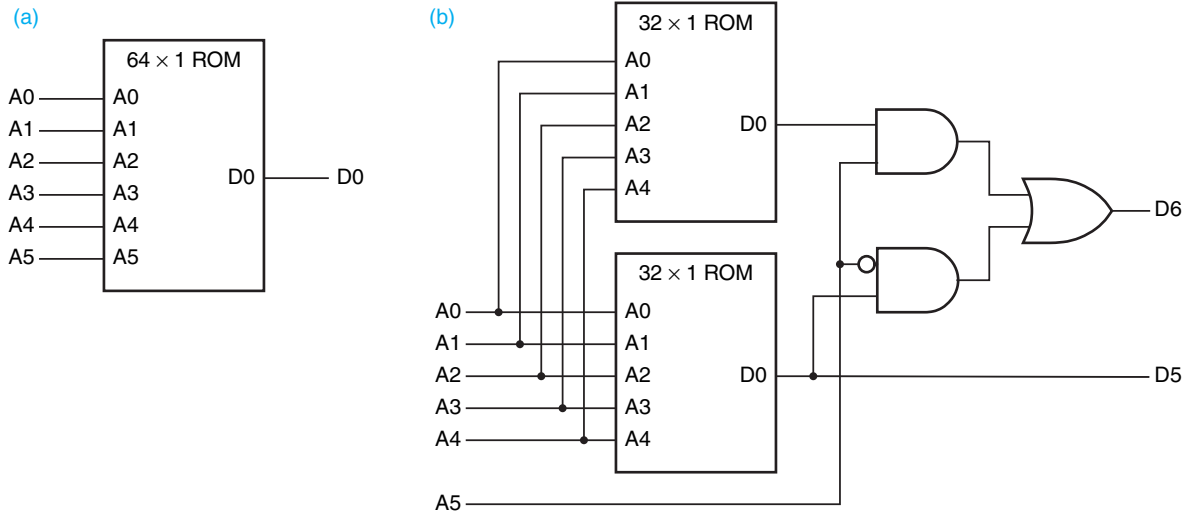 (a)
64 × 1 ROM
A0 A0
A1 A1
A2 A2
D0 D0
A3 A3
A4 A4
A5 A5
(b)
32 × 1 ROM
A0
A1
A2
D0
A3
A4
D6
32 × 1 ROM
A0 A0
A1 A1
A2 A2
D0 D5
A3 A3
A4 A4
A5